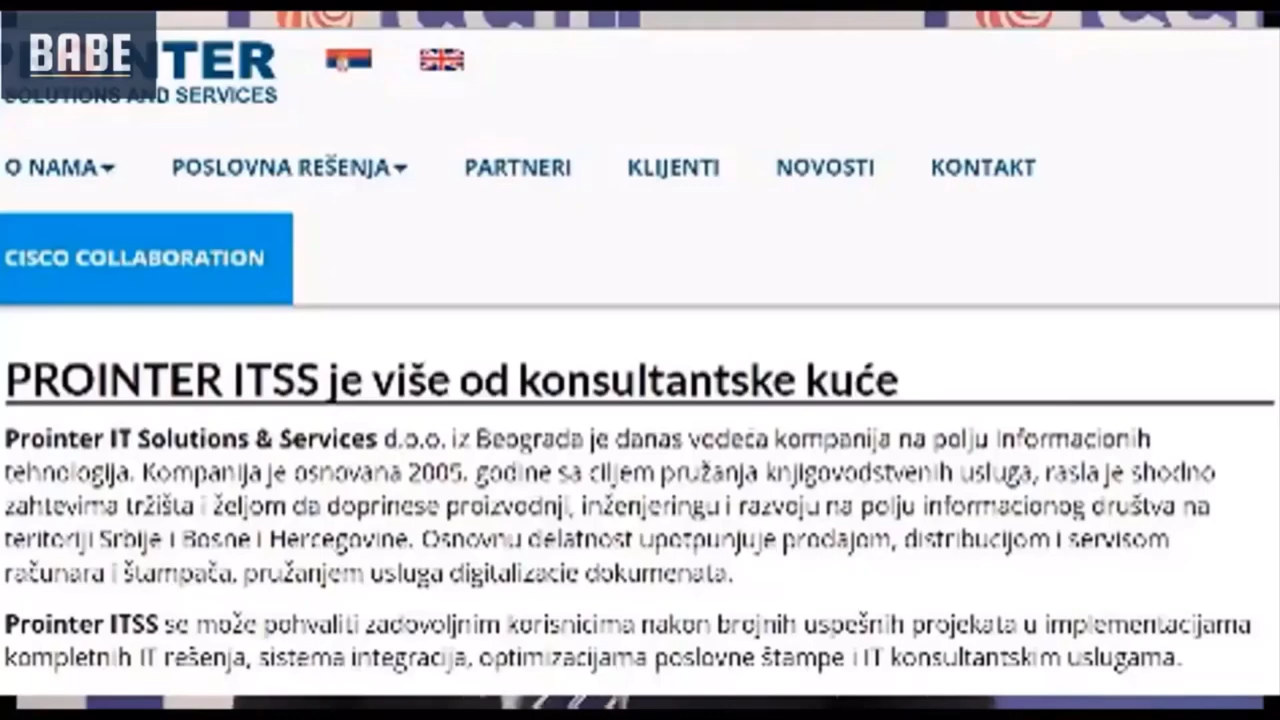 BABE
TER
SOLUTIONS AND SERVICES
O NAMA
POSLOVNA REŠENJA
PARTNERI
KLIJENTI
NOVOSTI
KONTAKT
CISCO COLLABORATION
PROINTER ITSS je više od konsultantske kuće
Prointer IT Solutions & Services d.o.o. iz Beograda je danas vodeća kompanija na polju Informacionih
tehnologija. Kompanija je osnovana 2005. godine sa ciljem pružanja knjigovodstvenih usluga, rasla je shodno
zahtevima tržišta i željom da doprinese proizvodnji, inženjeringu i razvoju na polju informacionog društva na
teritoriji Srbije i Bosne i Hercegovine. Osnovnu delatnost upotpunjuje prodajom, distribucijom i servisom
računara i štampača, pružanjem usluga digitalizacie dokumenata.
Prointer ITSS se može pohvaliti zadovoljnim korisnicima nakon brojnih uspešnih projekata u implementacijama
kompletnih IT rešenja, sistema integracija, optimizacijama poslovne štampe i IT konsultantskim uslugama.